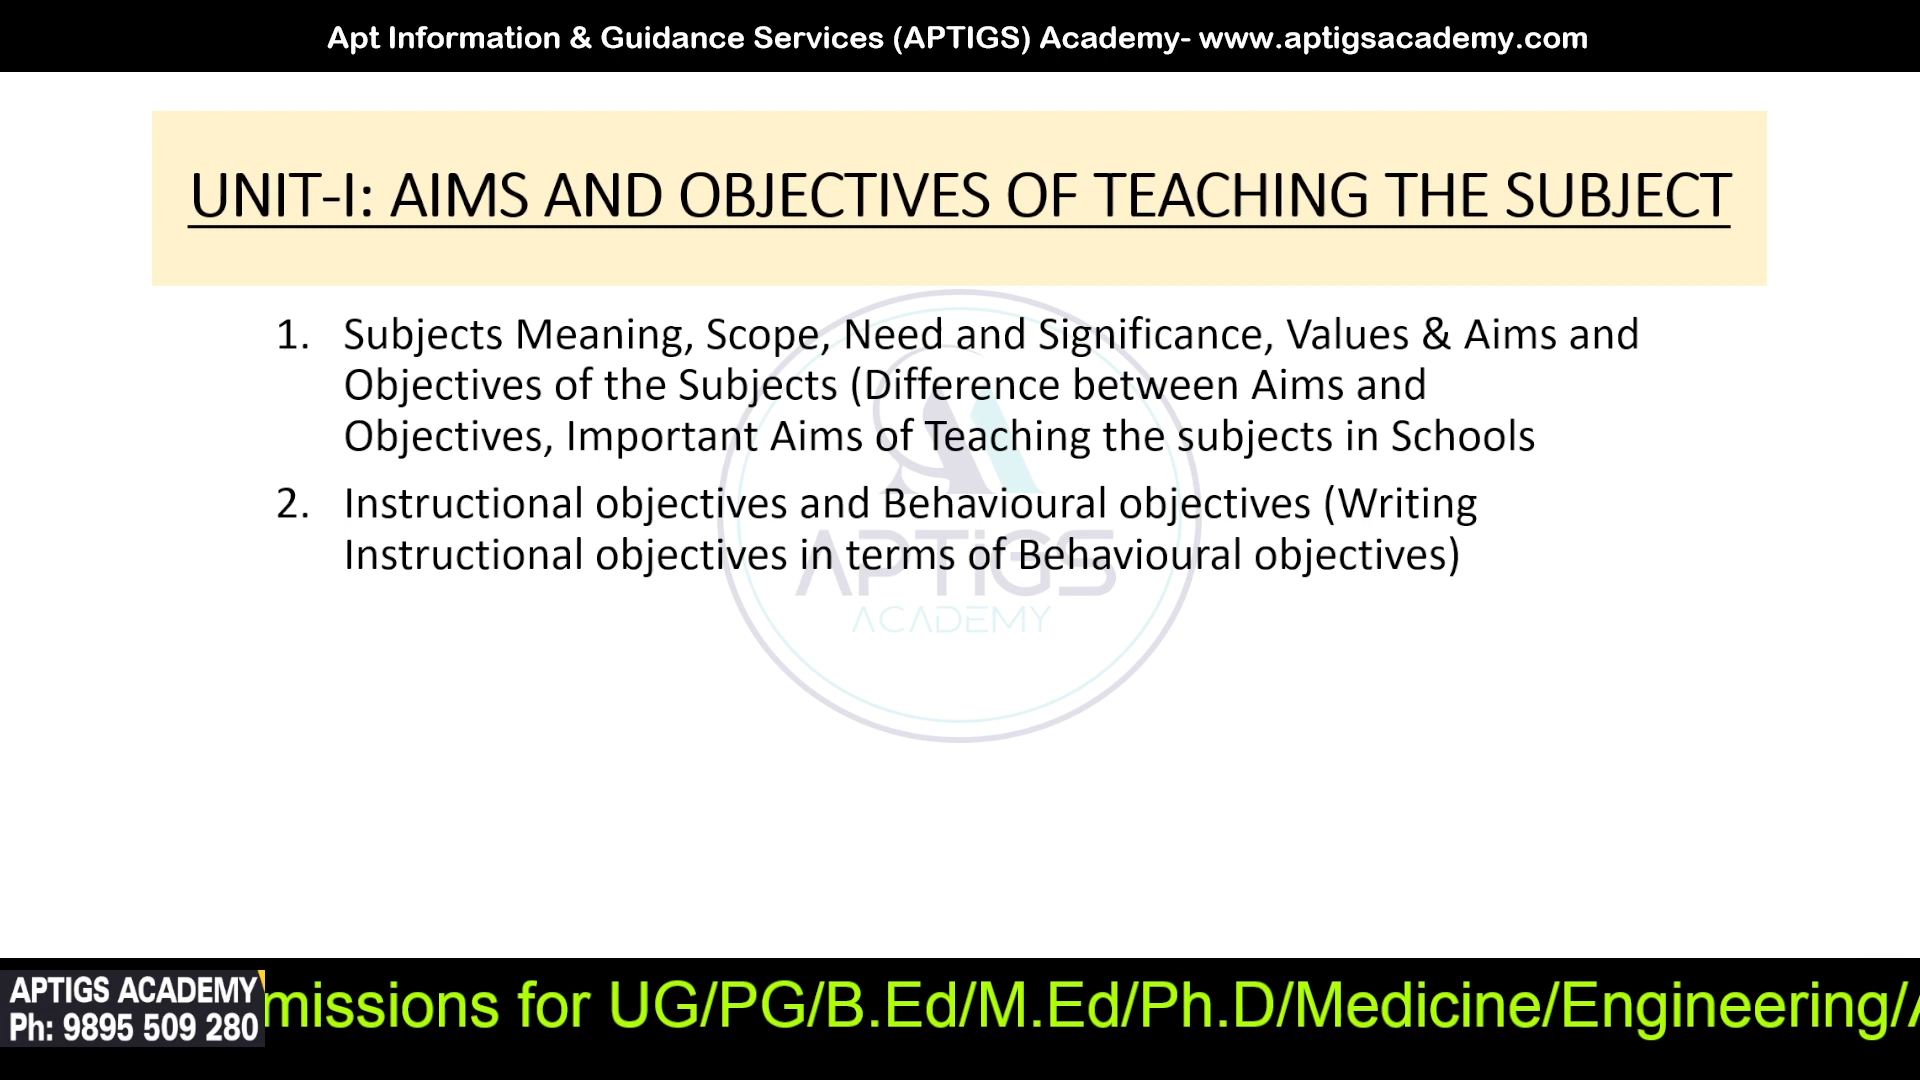 Apt Information & Guidance Services (APTIGS) Academy- www.aptigsacademy.com
UNIT-I: AIMS AND OBJECTIVES OF TEACHING THE SUBJECT
1. Subjects Meaning, Scope, Need and Significance, Values & Aims and
Objectives of the Subjects (Difference between Aims and
Objectives, Important Aims of Teaching the subjects in Schools
2. Instructional objectives and Behavioural objectives (Writing
Instructional objectives in terms of Behavioural objectives)
APTiGS
ACADEMY
APTIGS ACADEMY
Ph: 9895 509 280
missions for UG/PG/B.Ed/M.Ed/Ph.D/Medicine/Engineering/A